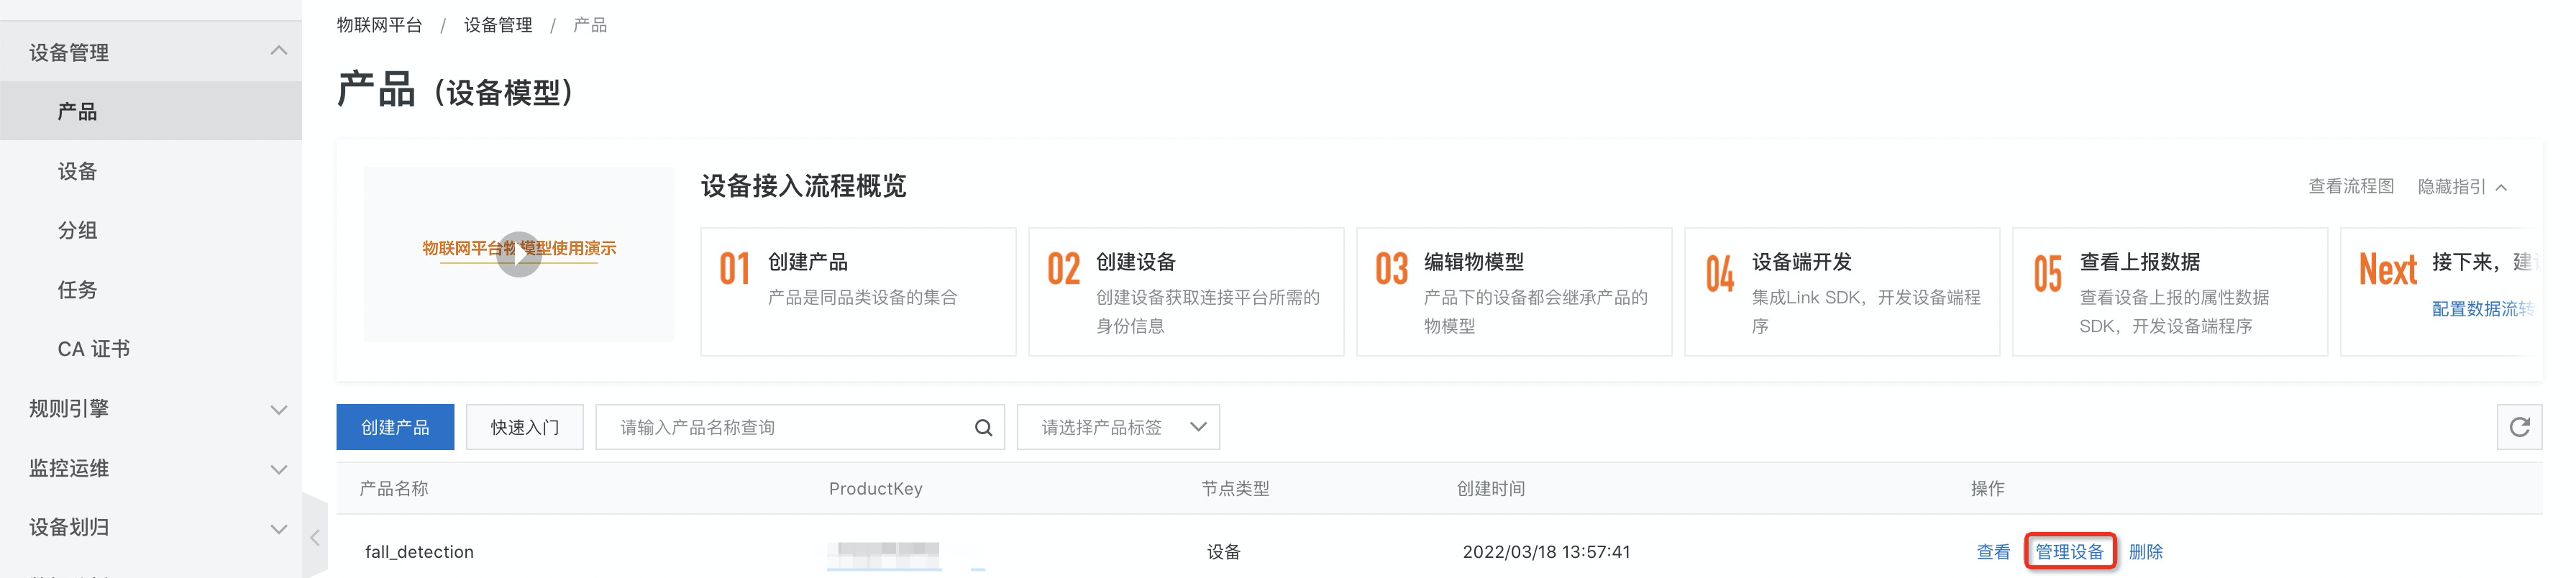 物联网平台 / 设备管理 / 产品
设备管理
产品
设备
分组
任务
CA 证书
规则引擎
监控运维
设备划归
产品（设备模型）
物联网平台物模型使用演示
设备接入流程概览
查看流程图 隐藏指引
01 创建产品
产品是同品类设备的集合
02 创建设备
创建设备获取连接平台所需的
身份信息
03 编辑物模型
产品下的设备都会继承产品的
物模型
04 设备端开发
集成Link SDK，开发设备端程
序
05 查看上报数据
查看设备上报的属性数据
SDK，开发设备端程序
Next 接下来，建
配置数据流转
创建产品 快速入门 请输入产品名称查询 请选择产品标签
产品名称 ProductKey 节点类型 创建时间 操作
fall_detection 设备 2022/03/18 13:57:41 查看 管理设备 删除